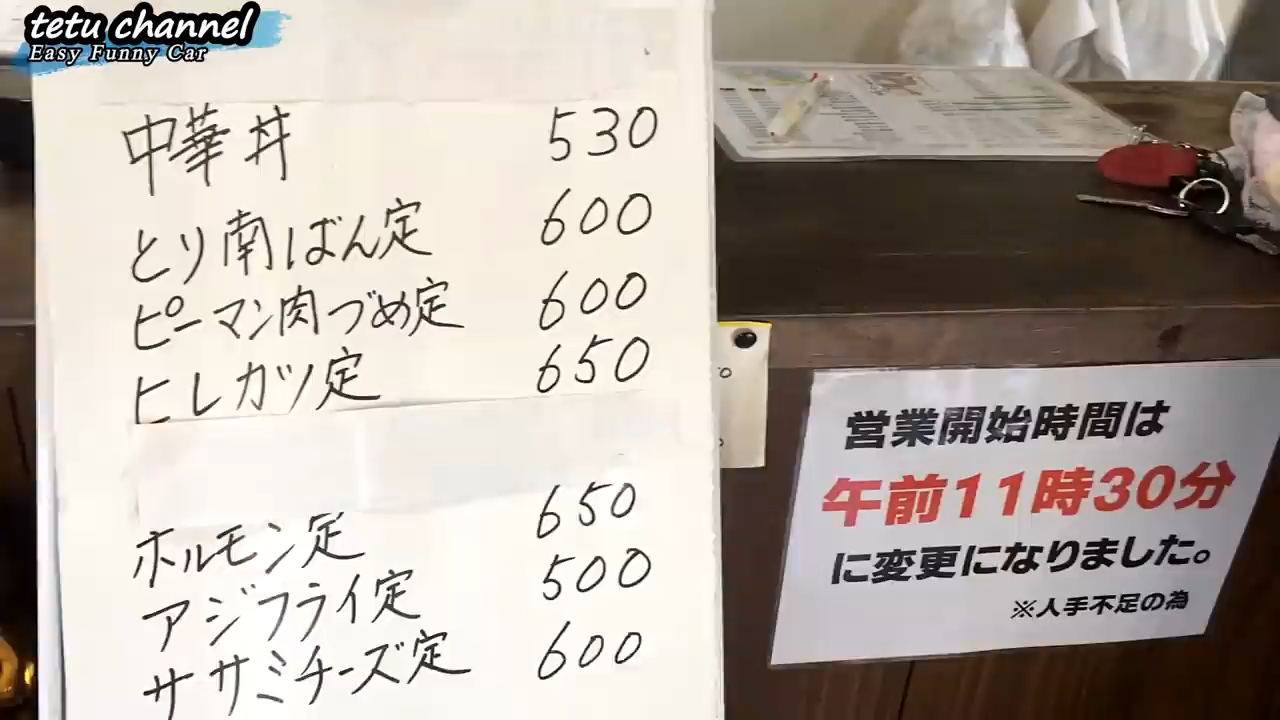 tetu channel
Easy Funny Car
中華丼 530
とり南ばん定 600
ピーマン肉づめ定 600
ヒレカツ定 650
ホルモン定 650
アジフライ定 500
ササミチーズ定 600
営業開始時間は
午前11時30分
に変更になりました。
※人手不足の為